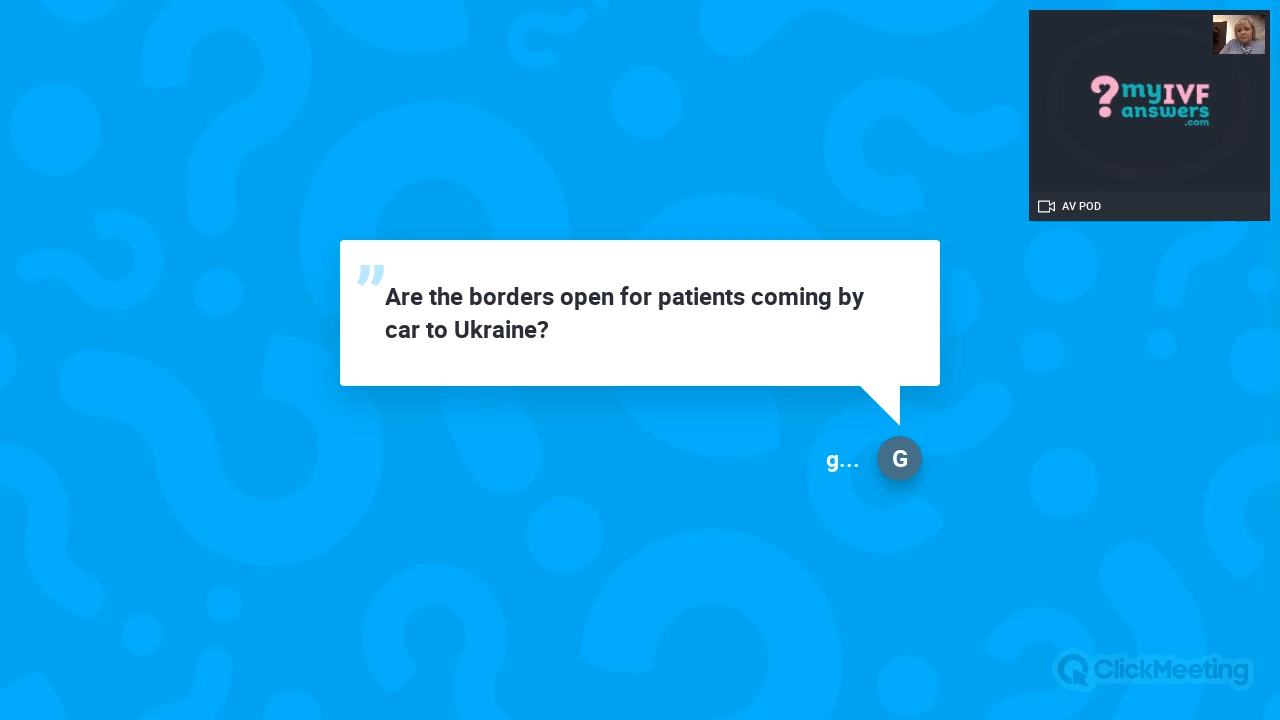 myIVF
answers
.com
AV POD
Are the borders open for patients coming by
car to Ukraine?
g...
G
ClickMeeting